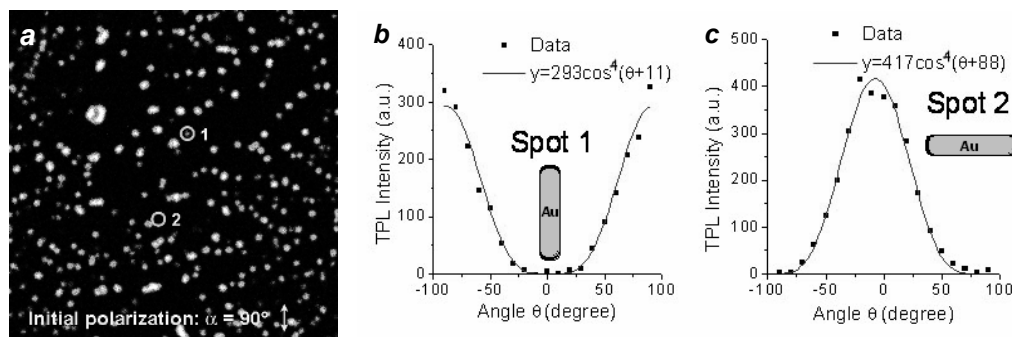 a
1
2
Initial polarization: α = 90°
b
Data
y=293cos⁴(θ+11)
Spot 1
Au
TPL Intensity (a.u.)
400
300
200
100
0
-100
-50
0
50
100
Angle θ (degree)
c
Data
y=417cos⁴(θ+88)
Spot 2
Au
TPL Intensity (a.u.)
500
400
300
200
100
0
-100
-50
0
50
100
Angle θ (degree)